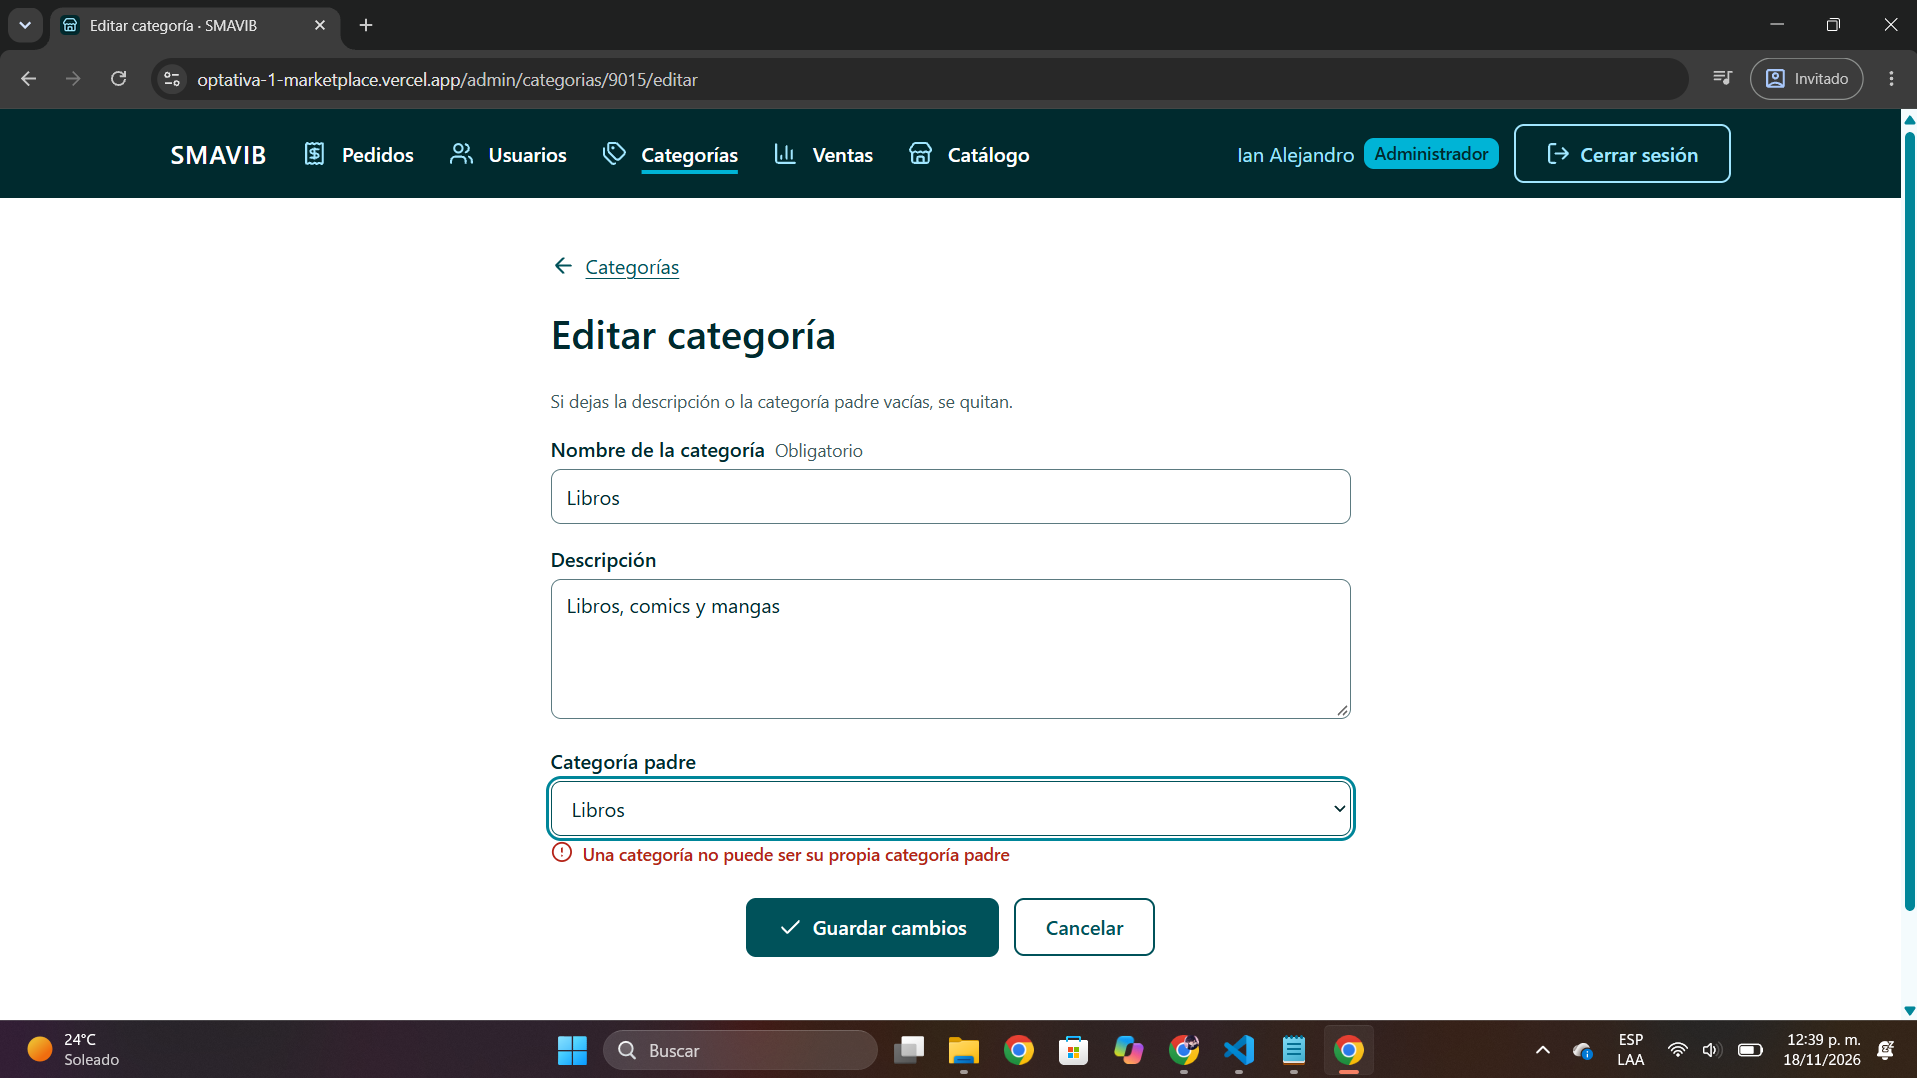 Editar categoría · SMAVIB
optativa-1-marketplace.vercel.app/admin/categorias/9015/editar
Invitado
SMAVIB
Pedidos
Usuarios
Categorías
Ventas
Catálogo
Ian Alejandro
Administrador
Cerrar sesión
Categorías
Editar categoría
Si dejas la descripción o la categoría padre vacías, se quitan.
Nombre de la categoría Obligatorio
Libros
Descripción
Libros, comics y mangas
Categoría padre
Libros
Una categoría no puede ser su propia categoría padre
Guardar cambios
Cancelar
24°C
Soleado
Buscar
ESP
LAA
12:39 p. m.
18/11/2026